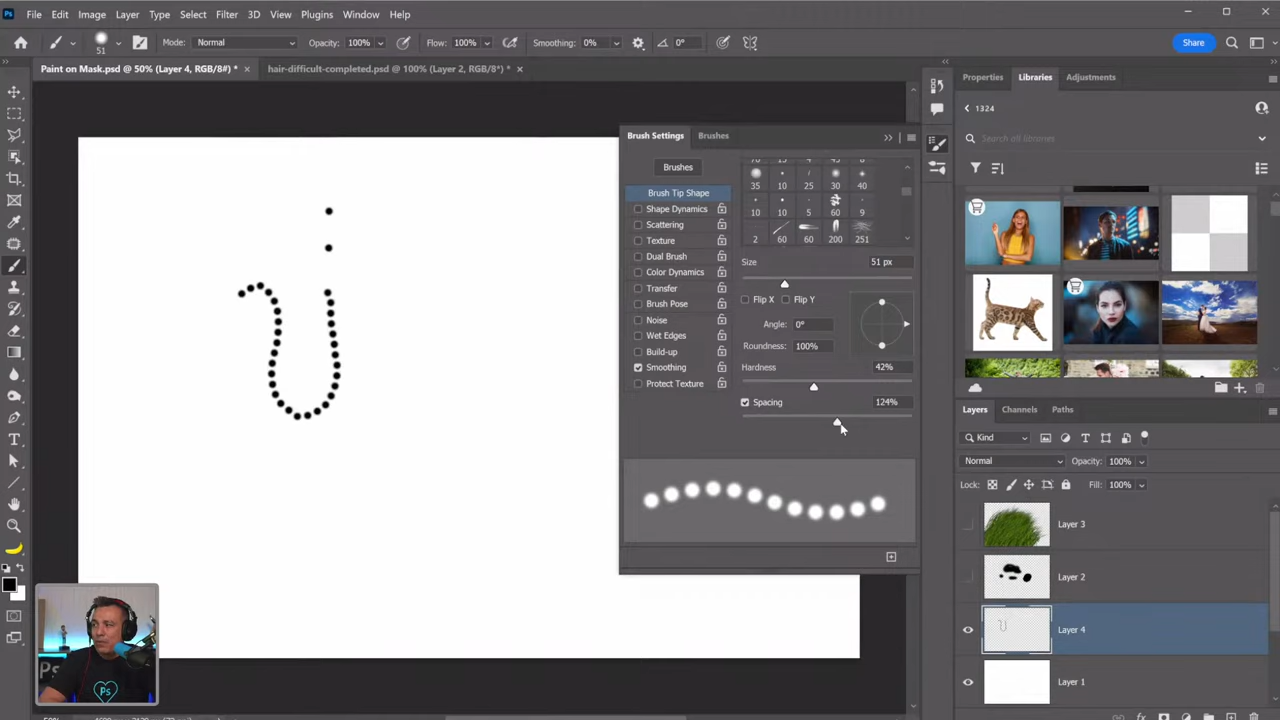 Ps File Edit Image Layer Type Select Filter 3D View Plugins Window Help
51 Mode: Normal Opacity: 100% Flow: 100% Smoothing: 0% 0° Share
Paint on Mask.psd @ 50% (Layer 4, RGB/8#) * × hair-difficult-completed.psd @ 100% (Layer 2, RGB/8*) * ×
Brush Settings Brushes
Brushes
35 10 25 30 40
10 10 5 60 9
2 60 60 200 251
Brush Tip Shape
Shape Dynamics
Scattering
Texture
Dual Brush
Color Dynamics
Transfer
Brush Pose
Noise
Wet Edges
Build-up
Smoothing
Protect Texture
Size 51 px
Flip X Flip Y
Angle: 0°
Roundness: 100%
Hardness 42%
Spacing 124%
Properties Libraries Adjustments
1324
Search all libraries
Layers Channels Paths
Kind
Normal Opacity: 100%
Lock: Fill: 100%
Layer 3
Layer 2
Layer 4
Layer 1
Ps
Ps